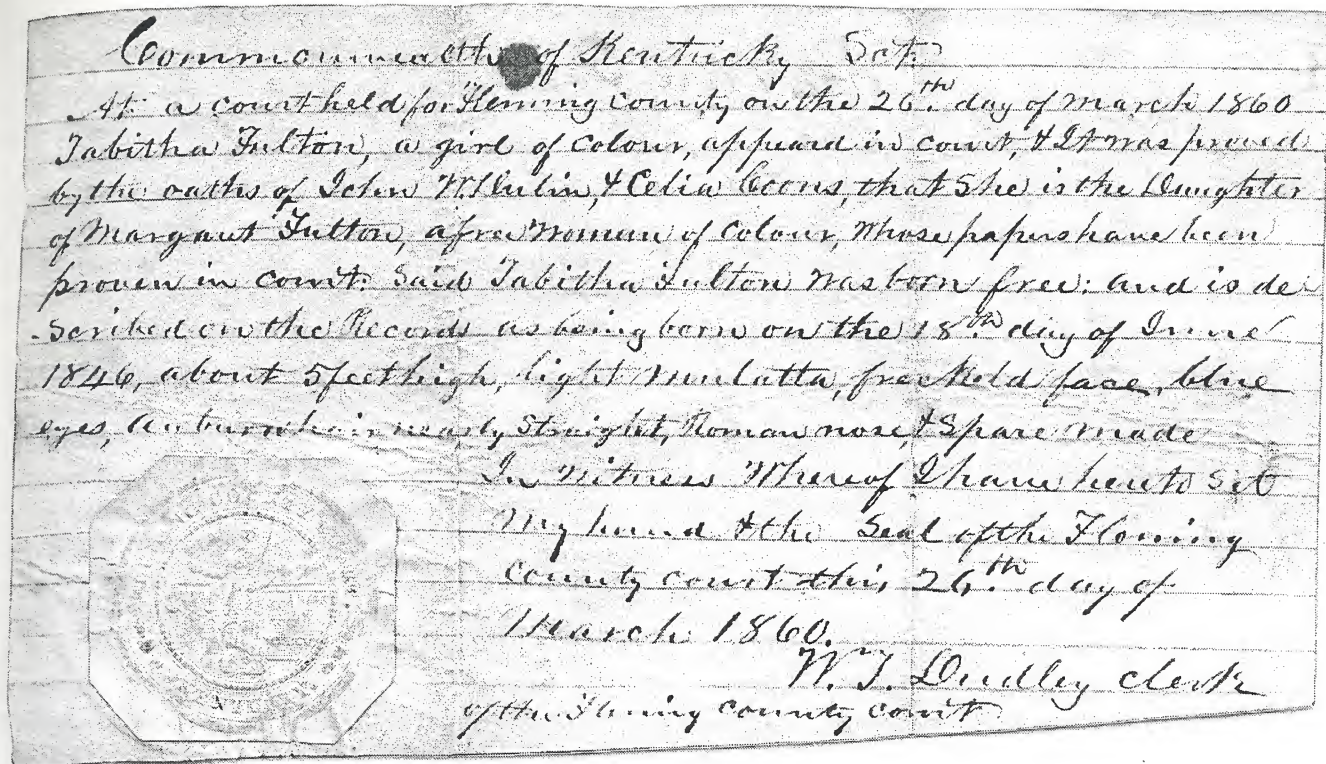 Commonwealth of Kentucky Sct.
At a court held for Fleming County on the 26th day of March 1860
Tabitha Fulton, a girl of colour, appeard in court, & It was proved
by the oaths of John W. Dulin, & Celia Coons, that She is the Daughter
of Margaret Fulton, a free Woman of Colour, Whose papers have been
proven in court. Said Tabitha Fulton was born free: and is de
-scribed on the Records as being born on the 18th day of June
1846, about 5 feet high, light mulatta, freckeld face, blue
eyes, auburn hair nearly Straight, Roman nose, & Spare made
In Witness Whereof I have hereto Set
My hand & the Seal of the Fleming
County court this 26th day of
March 1860.
W. T. Dudley clerk
of the Fleming county court